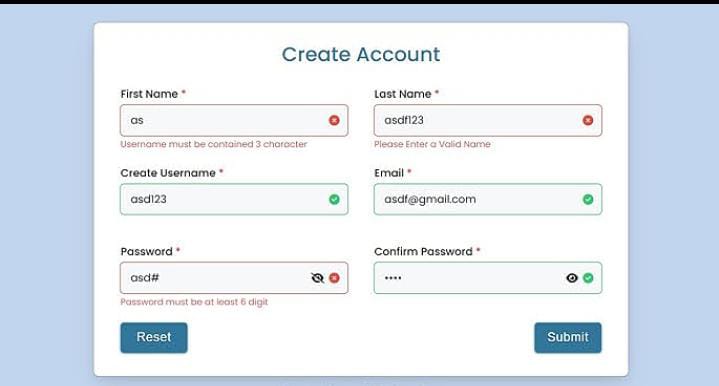 Create Account
First Name * Last Name *
as asdf123
Username must be contained 3 character Please Enter a Valid Name
Create Username * Email *
asd123 asdf@gmail.com
Password * Confirm Password *
asd# ••••
Password must be at least 6 digit
Reset Submit